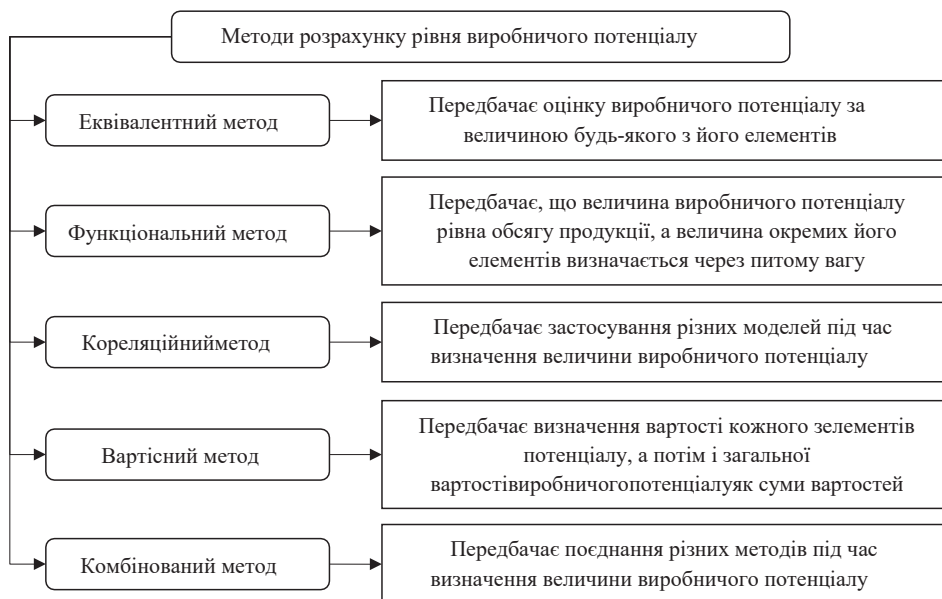 Методи розрахунку рівня виробничого потенціалу
Еквівалентний метод
Передбачає оцінку виробничого потенціалу за
величиною будь-якого з його елементів
Функціональний метод
Передбачає, що величина виробничого потенціалу
рівна обсягу продукції, а величина окремих його
елементів визначається через питому вагу
Кореляційнийметод
Передбачає застосування різних моделей під час
визначення величини виробничого потенціалу
Вартісний метод
Передбачає визначення вартості кожного зелементів
потенціалу, а потім і загальної
вартостівиробничогопотенціалуяк суми вартостей
Комбінований метод
Передбачає поєднання різних методів під час
визначення величини виробничого потенціалу